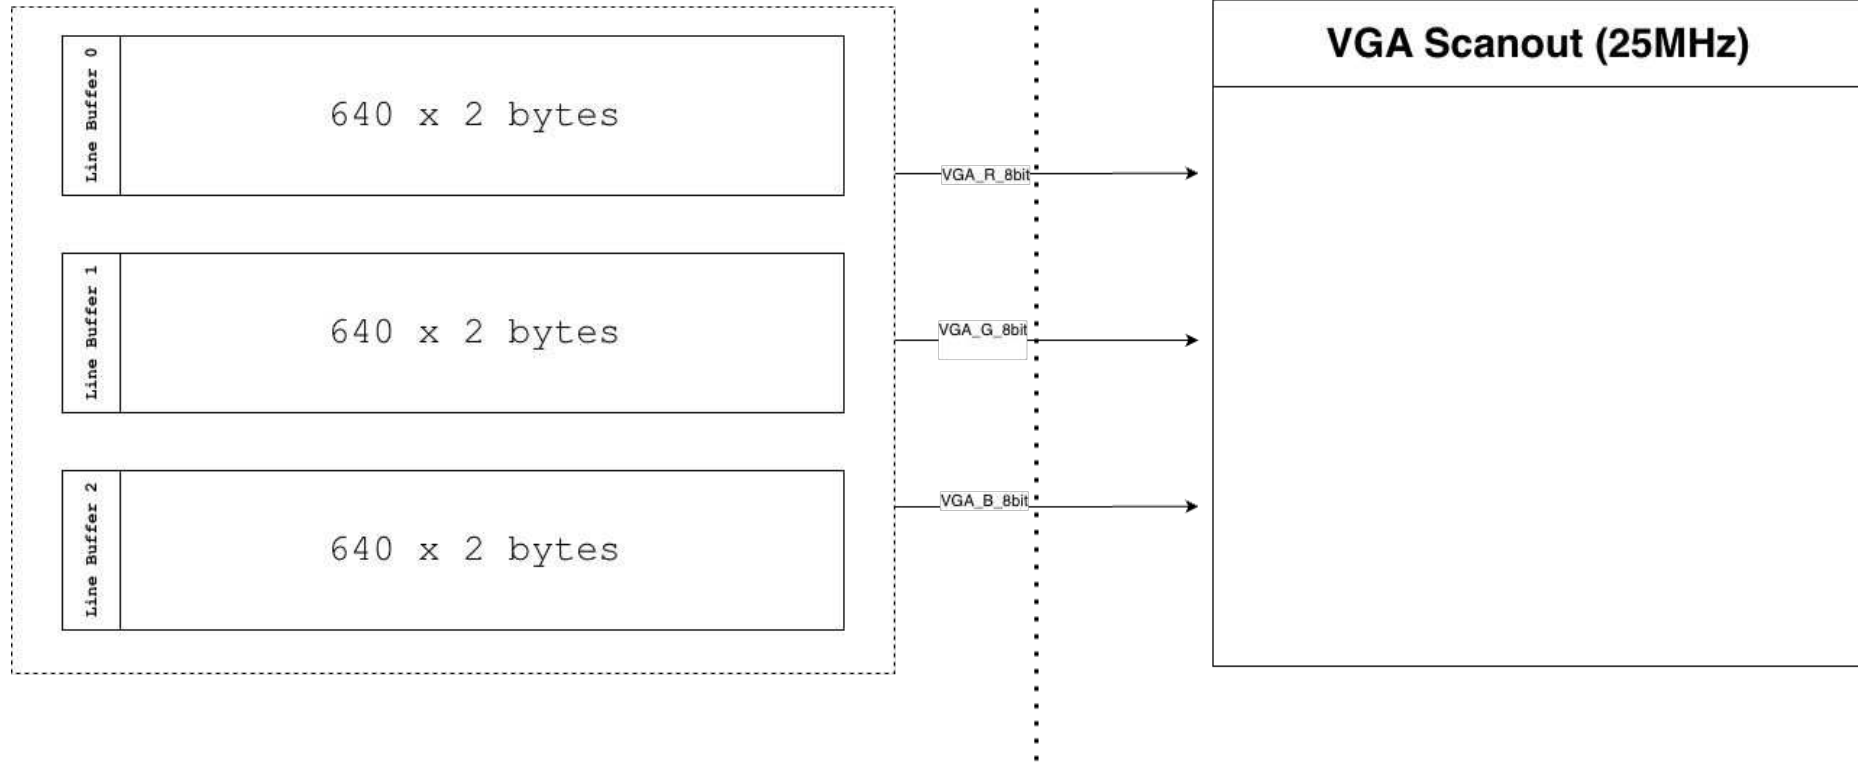 Line Buffer 0
640 x 2 bytes
Line Buffer 1
640 x 2 bytes
Line Buffer 2
640 x 2 bytes
VGA_R_8bit
VGA_G_8bit
VGA_B_8bit
VGA Scanout (25MHz)